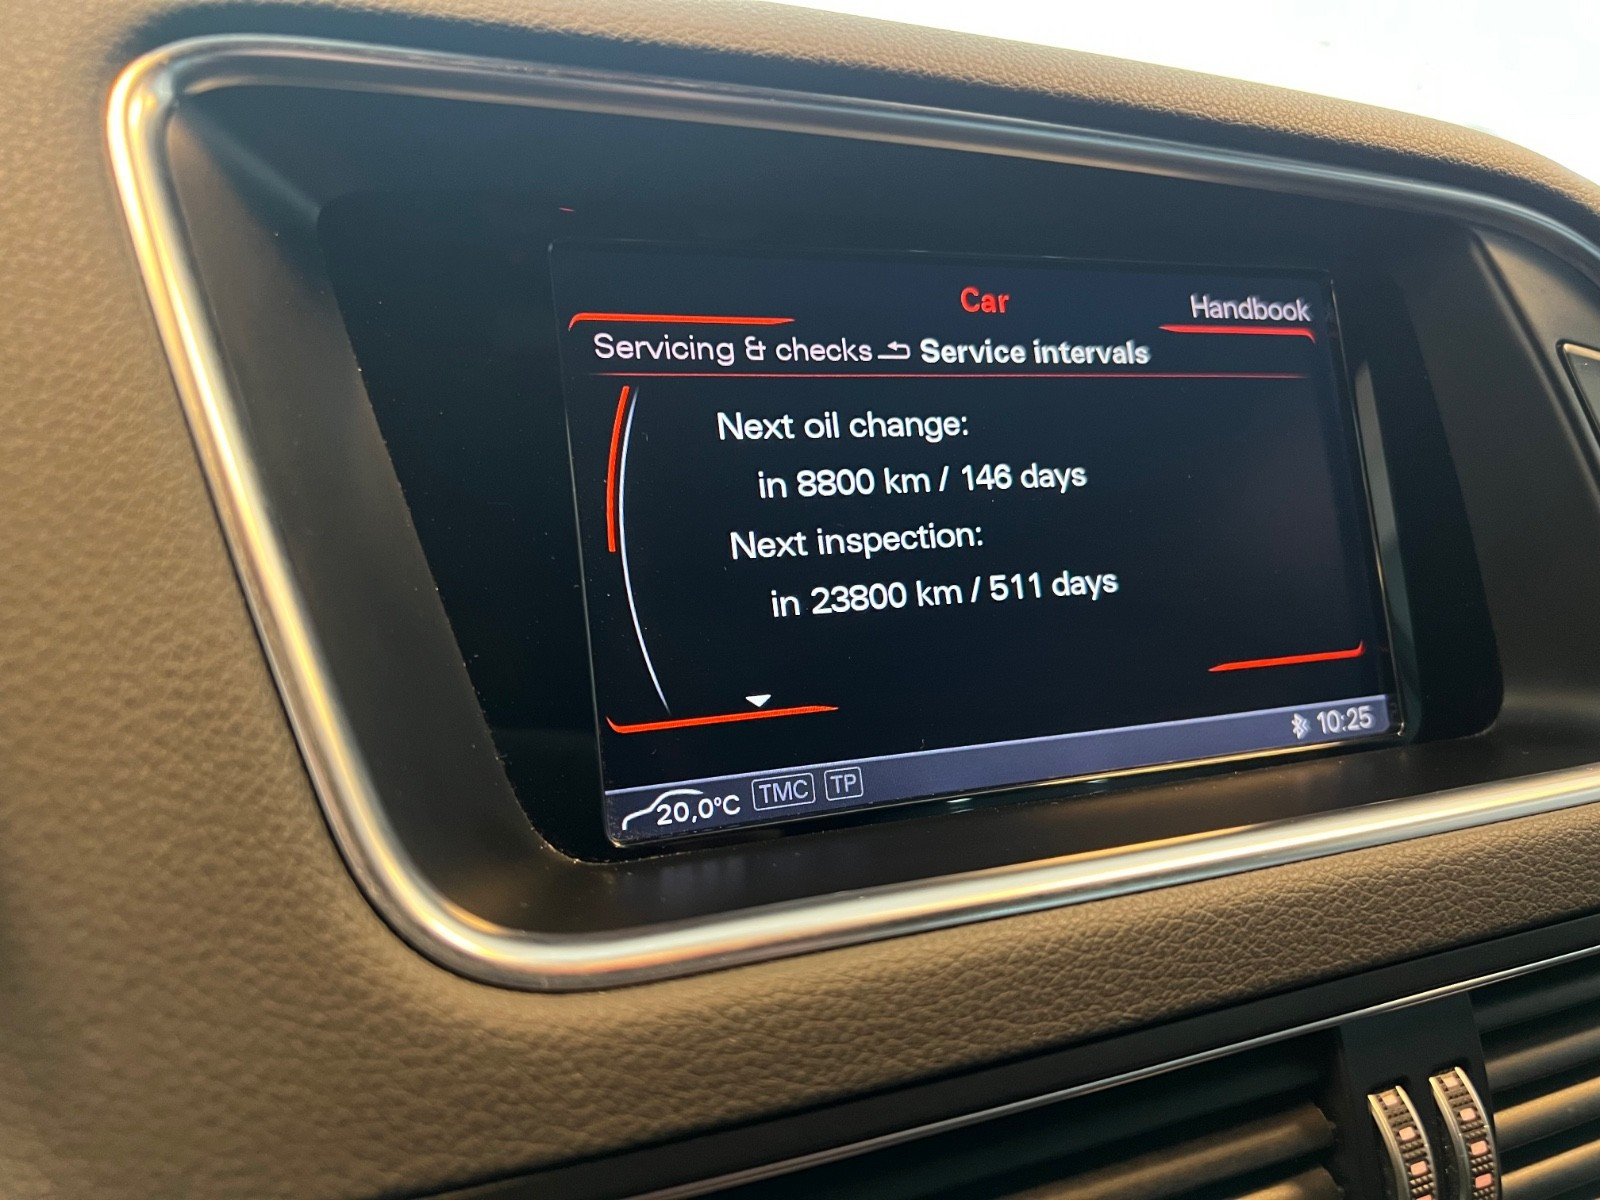 Car
Handbook
Servicing & checks Service intervals
Next oil change:
in 8800 km / 146 days
Next inspection:
in 23800 km / 511 days
10:25
20,0°C TMC TP